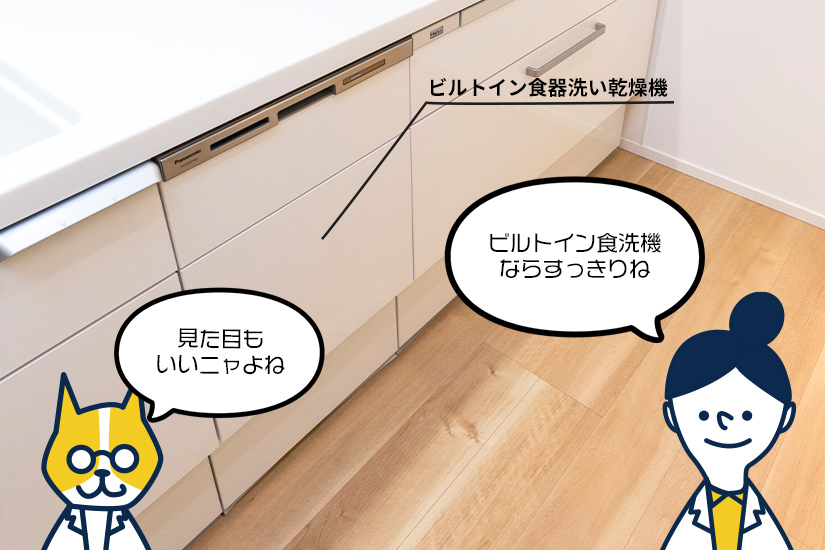 ビルトイン食器洗い乾燥機
Panasonic
ビルトイン食洗機
ならすっきりね
見た目も
いいニャよね